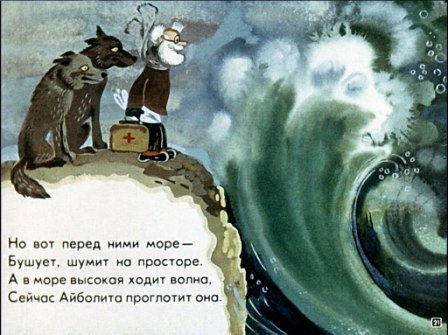 Но вот перед ними море—
Бушует, шумит на просторе.
А в море высокая ходит волна,
Сейчас Айболита проглотит она.